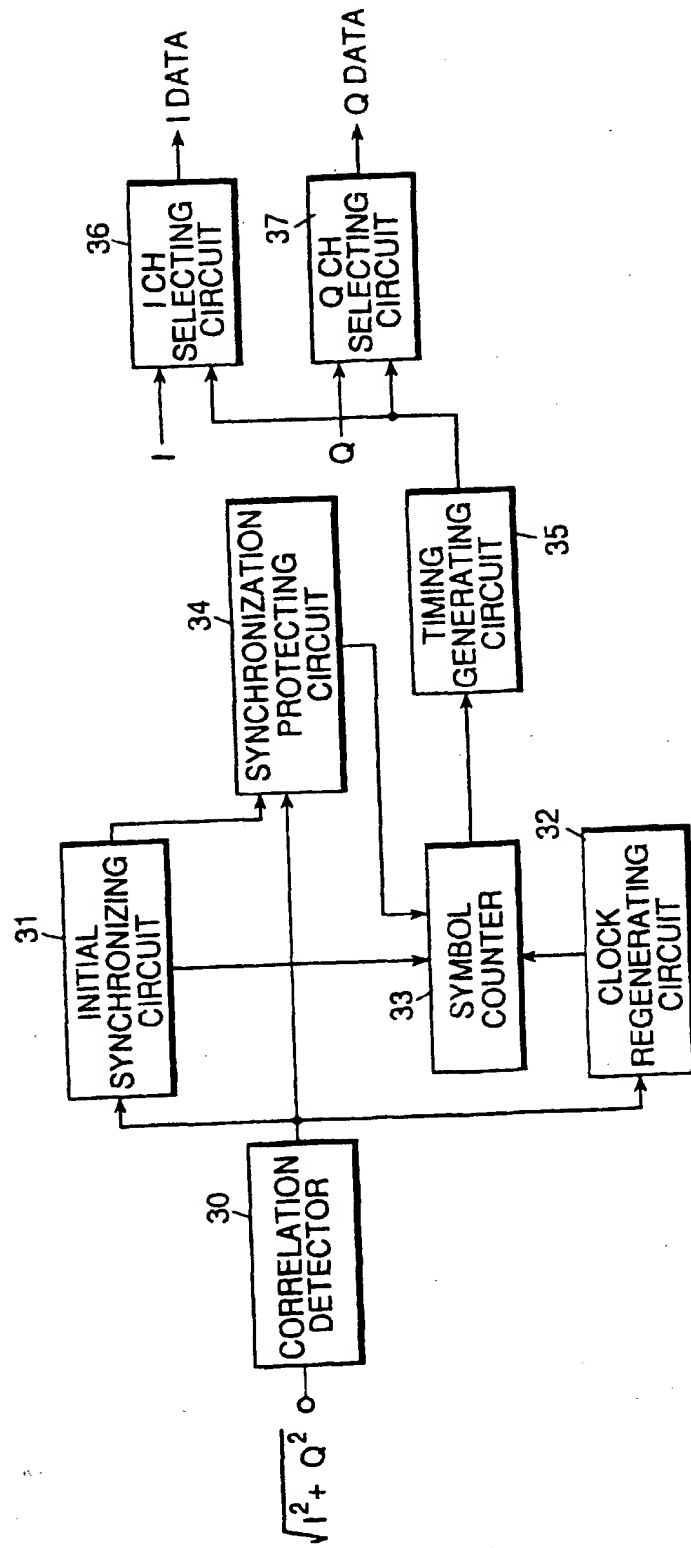 √I² + Q²
30
CORRELATION
DETECTOR
31
INITIAL
SYNCHRONIZING
CIRCUIT
34
SYNCHRONIZATION
PROTECTING
CIRCUIT
33
SYMBOL
COUNTER
32
CLOCK
REGENERATING
CIRCUIT
TIMING
GENERATING
CIRCUIT
35
I
36
I CH
SELECTING
CIRCUIT
I DATA
Q
37
Q CH
SELECTING
CIRCUIT
Q DATA